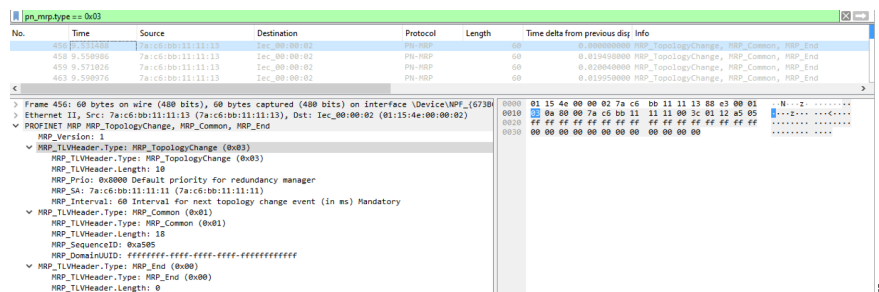 pn_mrp.type == 0x03
No. Time Source Destination Protocol Length Time delta from previous disp Info
456 9.531488 7a:c6:bb:11:11:13 Iec_00:00:02 PN-MRP 60 0.000000000 MRP_TopologyChange, MRP_Common, MRP_End
458 9.550986 7a:c6:bb:11:11:13 Iec_00:00:02 PN-MRP 60 0.019498000 MRP_TopologyChange, MRP_Common, MRP_End
459 9.571026 7a:c6:bb:11:11:13 Iec_00:00:02 PN-MRP 60 0.020040000 MRP_TopologyChange, MRP_Common, MRP_End
463 9.590976 7a:c6:bb:11:11:13 Iec_00:00:02 PN-MRP 60 0.019950000 MRP_TopologyChange, MRP_Common, MRP_End
Frame 456: 60 bytes on wire (480 bits), 60 bytes captured (480 bits) on interface \Device\NPF_{673B
Ethernet II, Src: 7a:c6:bb:11:11:13 (7a:c6:bb:11:11:13), Dst: Iec_00:00:02 (01:15:4e:00:00:02)
PROFINET MRP MRP_TopologyChange, MRP_Common, MRP_End
MRP_Version: 1
MRP_TLVHeader.Type: MRP_TopologyChange (0x03)
MRP_TLVHeader.Type: MRP_TopologyChange (0x03)
MRP_TLVHeader.Length: 10
MRP_Prio: 0x8000 Default priority for redundancy manager
MRP_SA: 7a:c6:bb:11:11:11 (7a:c6:bb:11:11:11)
MRP_Interval: 60 Interval for next topology change event (in ms) Mandatory
MRP_TLVHeader.Type: MRP_Common (0x01)
MRP_TLVHeader.Type: MRP_Common (0x01)
MRP_TLVHeader.Length: 18
MRP_SequenceID: 0xa505
MRP_DomainUUID: ffffffff-ffff-ffff-ffff-ffffffffffff
MRP_TLVHeader.Type: MRP_End (0x00)
MRP_TLVHeader.Type: MRP_End (0x00)
MRP_TLVHeader.Length: 0
0000 01 15 4e 00 00 02 7a c6 bb 11 11 13 88 e3 00 01 ··N···z· ········
0010 03 0a 80 00 7a c6 bb 11 11 11 00 3c 01 12 a5 05 ····z··· ···<····
0020 ff ff ff ff ff ff ff ff ff ff ff ff ff ff ff ff ········ ········
0030 00 00 00 00 00 00 00 00 00 00 00 00 ········ ····